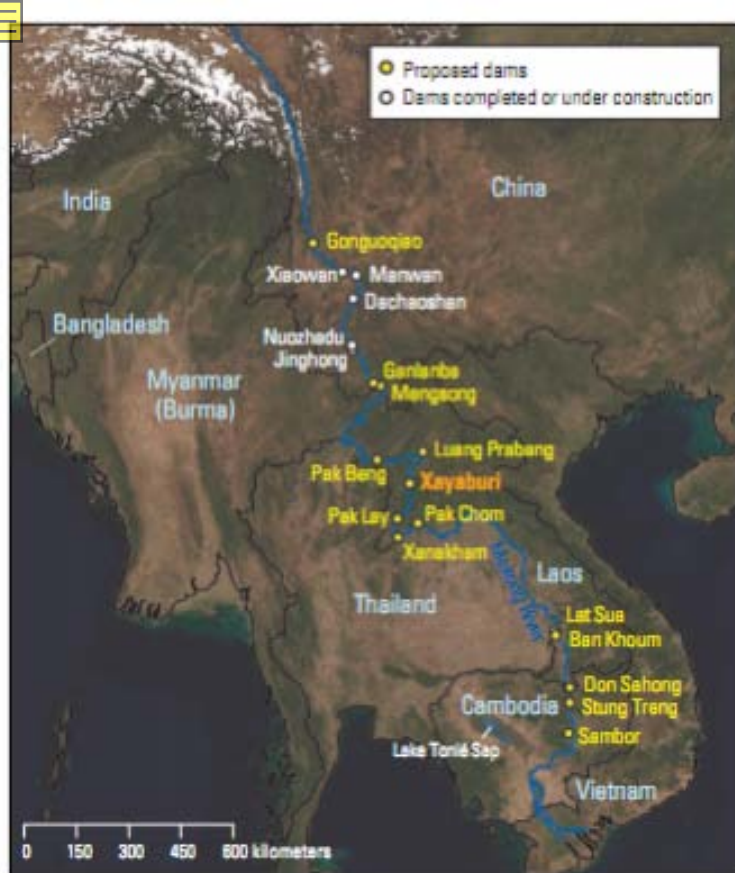 Proposed dams
Dams completed or under construction
India
China
Gonguoqiao
Xiaowan
Manwan
Dachaoshan
Bangladesh
Nuozhadu
Jinghong
Myanmar
(Burma)
Ganlanba
Mengsong
Luang Prabang
Pak Beng
Xayaburi
Pak Lay
Pak Chom
Xanakham
Mekong River
Laos
Thailand
Lat Sua
Ban Khoum
Don Sahong
Cambodia
Stung Treng
Sambor
Lake Tonlé Sap
Vietnam
0 150 300 450 600 kilometers